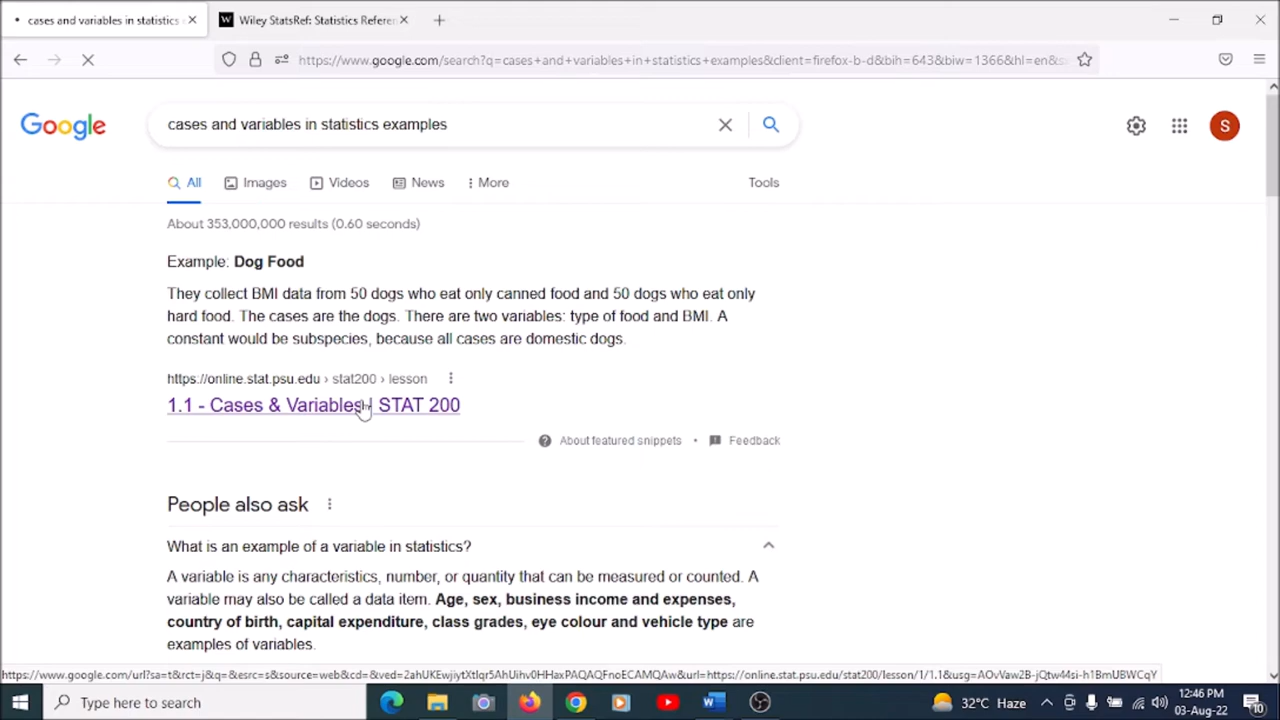 cases and variables in statistics
Wiley StatsRef: Statistics Referen
https://www.google.com/search?q=cases+and+variables+in+statistics+examples&client=firefox-b-d&bih=643&biw=1366&hl=en&s
Google
cases and variables in statistics examples
S
All
Images
Videos
News
More
Tools
About 353,000,000 results (0.60 seconds)
Example: Dog Food
They collect BMI data from 50 dogs who eat only canned food and 50 dogs who eat only
hard food. The cases are the dogs. There are two variables: type of food and BMI. A
constant would be subspecies, because all cases are domestic dogs.
https://online.stat.psu.edu › stat200 › lesson
1.1 - Cases & Variables | STAT 200
About featured snippets • Feedback
People also ask
What is an example of a variable in statistics?
A variable is any characteristics, number, or quantity that can be measured or counted. A
variable may also be called a data item. Age, sex, business income and expenses,
country of birth, capital expenditure, class grades, eye colour and vehicle type are
examples of variables.
Type here to search
32°C Haze
12:46 PM
03-Aug-22
10